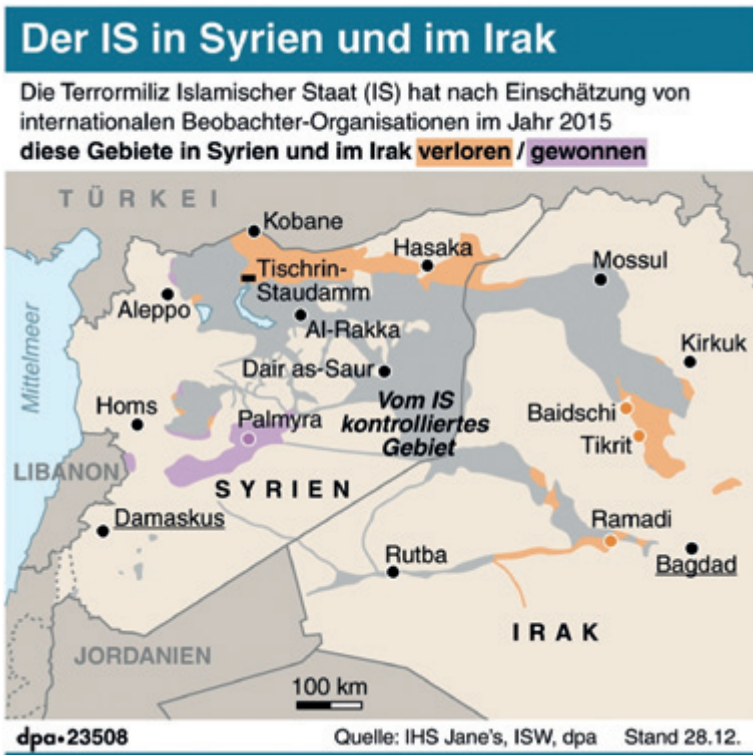 Der IS in Syrien und im Irak
Die Terrormiliz Islamischer Staat (IS) hat nach Einschätzung von
internationalen Beobachter-Organisationen im Jahr 2015
diese Gebiete in Syrien und im Irak verloren / gewonnen
TÜRKEI
Kobane
Hasaka
Mossul
Tischrin-
Staudamm
Aleppo
Al-Rakka
Mittelmeer
Kirkuk
Dair as-Saur
Homs
Palmyra
Vom IS
kontrolliertes
Gebiet
Baidschi
Tikrit
LIBANON
SYRIEN
Damaskus
Ramadi
Rutba
Bagdad
IRAK
JORDANIEN
100 km
dpa•23508
Quelle: IHS Jane's, ISW, dpa Stand 28.12.